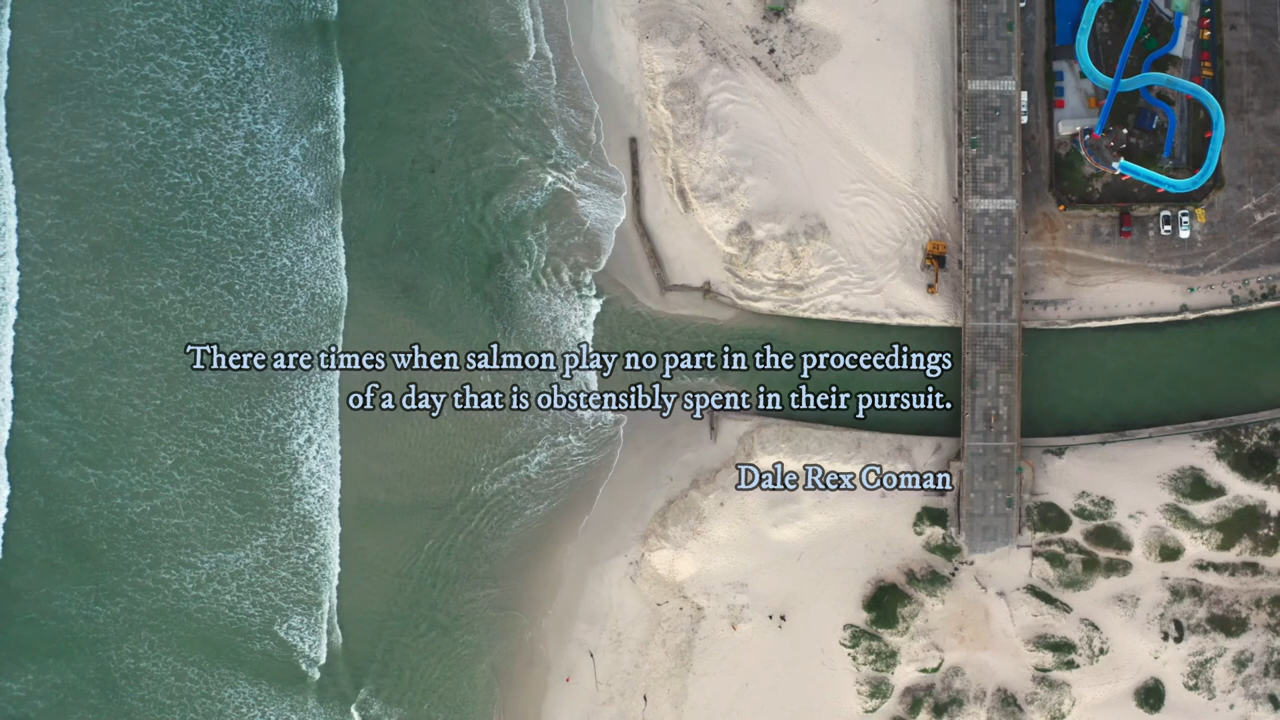 There are times when salmon play no part in the proceedings
of a day that is obstensibly spent in their pursuit.
Dale Rex Coman